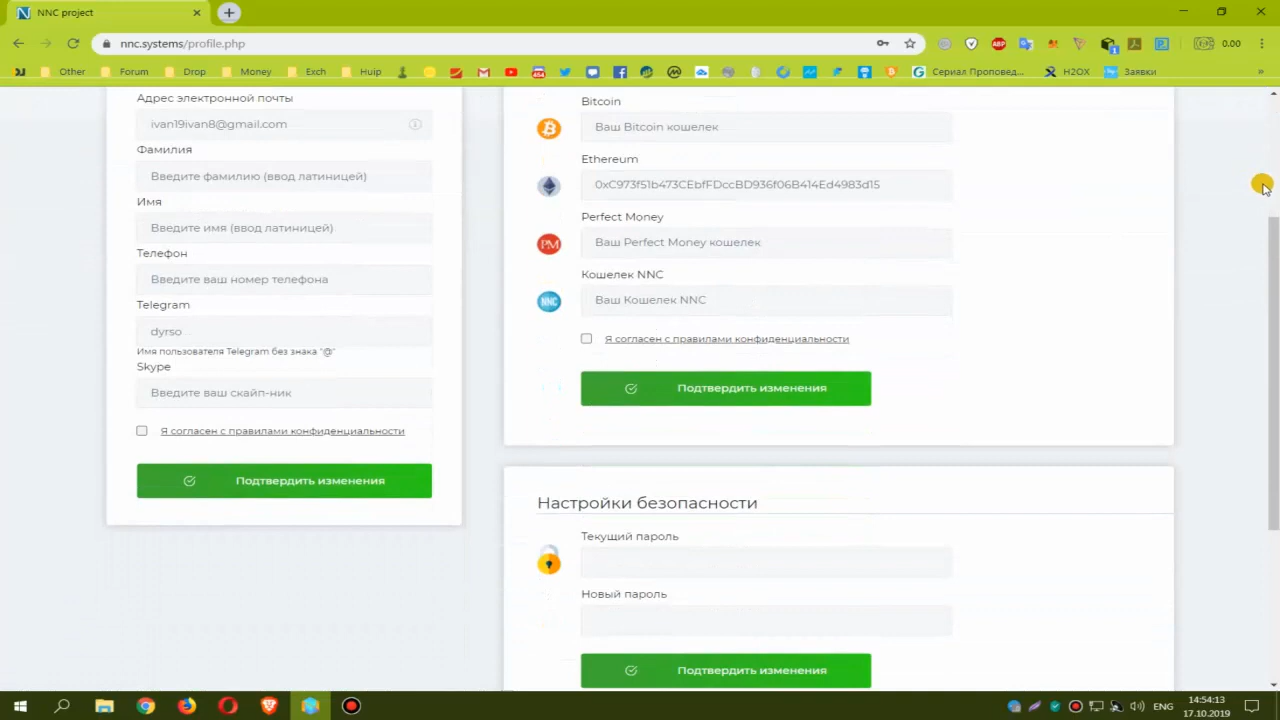 NNC project
nnc.systems/profile.php
0.00
Other
Forum
Drop
Money
Exch
Huip
454
Сериал Проповед...
H2OX
Заявки
Адрес электронной почты
ivan19ivan8@gmail.com
Фамилия
Введите фамилию (ввод латиницей)
Имя
Введите имя (ввод латиницей)
Телефон
Введите ваш номер телефона
Telegram
dyrso
Имя пользователя Telegram без знака "@"
Skype
Введите ваш скайп-ник
Я согласен с правилами конфиденциальности
Подтвердить изменения
Bitcoin
Ваш Bitcoin кошелек
Ethereum
0xC973f51b473CEbfFDccBD936f06B414Ed4983d15
Perfect Money
PM
Ваш Perfect Money кошелек
Кошелек NNC
NNC
Ваш Кошелек NNC
Я согласен с правилами конфиденциальности
Подтвердить изменения
Настройки безопасности
Текущий пароль
Новый пароль
Подтвердить изменения
ENG
14:54:13
17.10.2019